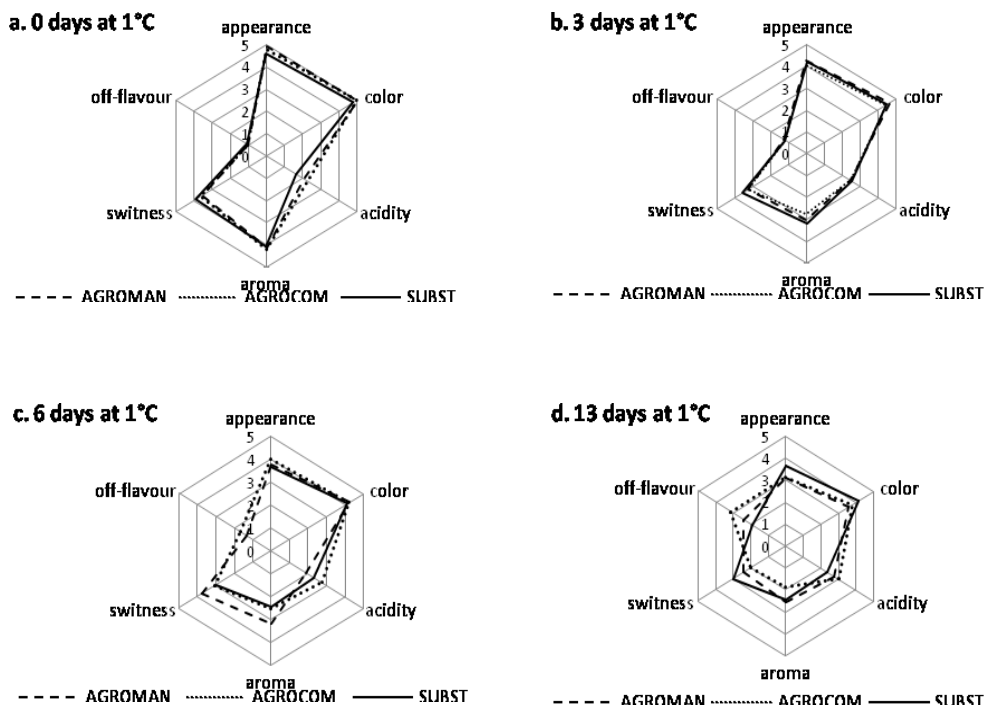 a. 0 days at 1°C
appearance
5
4
3
2
1
0
off-flavour
color
switness
acidity
aroma
AGROMAN AGROCOM SUBST
b. 3 days at 1°C
appearance
5
4
3
2
1
0
off-flavour
color
switness
acidity
aroma
AGROMAN AGROCOM SUBST
c. 6 days at 1°C
appearance
5
4
3
2
1
0
off-flavour
color
switness
acidity
aroma
AGROMAN AGROCOM SUBST
d. 13 days at 1°C
appearance
5
4
3
2
1
0
off-flavour
color
switness
acidity
aroma
AGROMAN AGROCOM SUBST